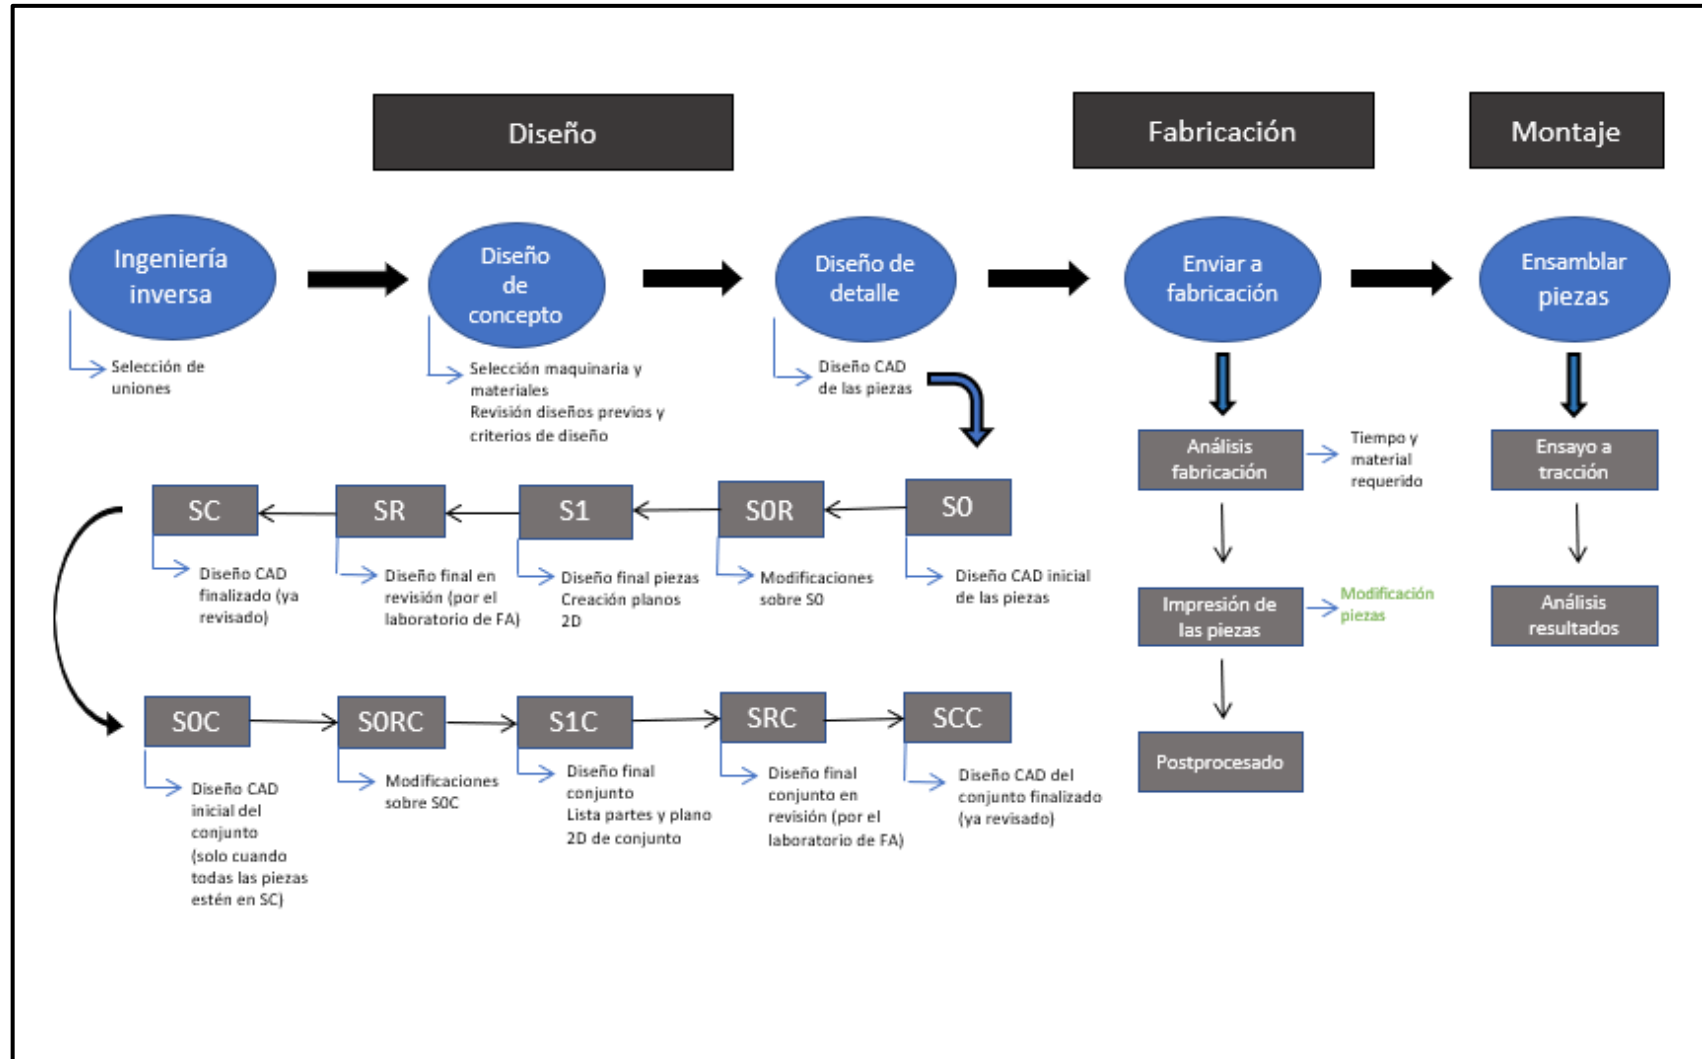 Diseño
Fabricación
Montaje
Ingeniería
inversa
Diseño
de
concepto
Diseño de
detalle
Enviar a
fabricación
Ensamblar
piezas
Selección de
uniones
Selección maquinaria y
materiales
Revisión diseños previos y
criterios de diseño
Diseño CAD
de las piezas
Análisis
fabricación
Tiempo y
material
requerido
Ensayo a
tracción
SC
SR
S1
S0R
S0
Diseño CAD
finalizado (ya
revisado)
Diseño final en
revisión (por el
laboratorio de FA)
Diseño final piezas
Creación planos
2D
Modificaciones
sobre S0
Diseño CAD inicial
de las piezas
Impresión de
las piezas
Modificación
piezas
Análisis
resultados
S0C
S0RC
S1C
SRC
SCC
Postprocesado
Diseño CAD
inicial del
conjunto
(solo cuando
todas las piezas
estén en SC)
Modificaciones
sobre S0C
Diseño final
conjunto
Lista partes y plano
2D de conjunto
Diseño final
conjunto en
revisión (por el
laboratorio de FA)
Diseño CAD del
conjunto finalizado
(ya revisado)